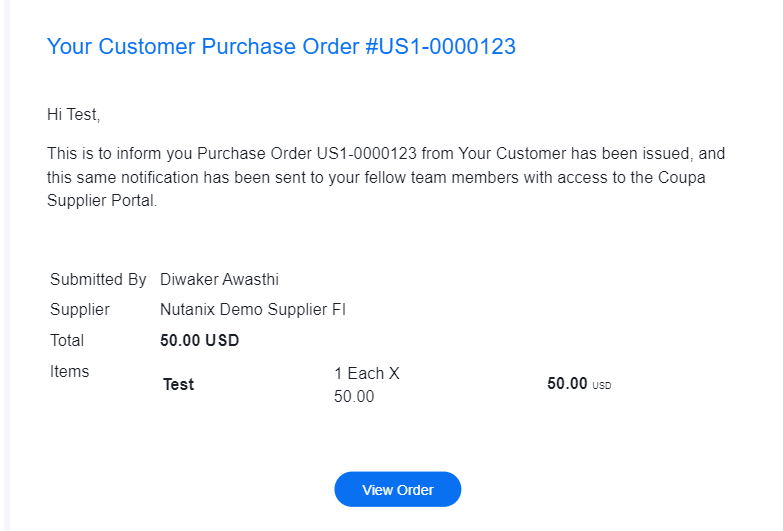 Your Customer Purchase Order #US1-0000123
Hi Test,
This is to inform you Purchase Order US1-0000123 from Your Customer has been issued, and
this same notification has been sent to your fellow team members with access to the Coupa
Supplier Portal.
Submitted By Diwaker Awasthi
Supplier Nutanix Demo Supplier FI
Total 50.00 USD
Items
Test 1 Each X 50.00 USD
50.00
View Order